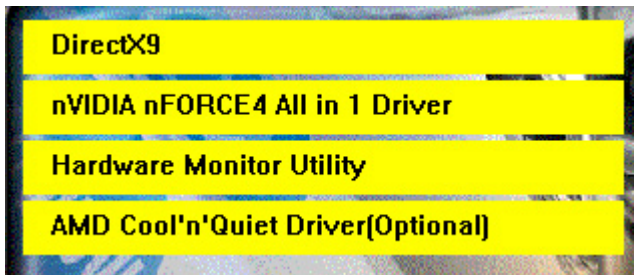 DirectX9
nVIDIA nFORCE4 All in 1 Driver
Hardware Monitor Utility
AMD Cool'n'Quiet Driver(Optional)